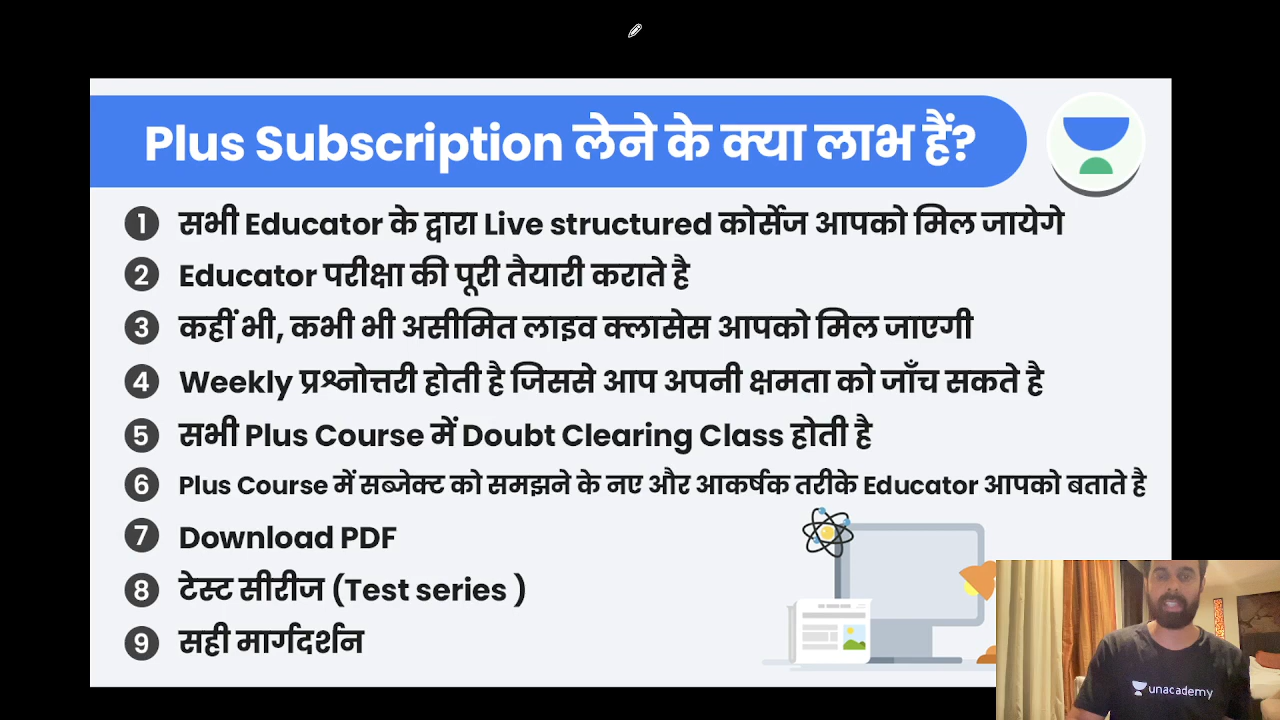 Plus Subscription लेने के क्या लाभ हैं?
1 सभी Educator के द्वारा Live structured कोर्सेज आपको मिल जायेगे
2 Educator परीक्षा की पूरी तैयारी कराते है
3 कहीं भी, कभी भी असीमित लाइव क्लासेस आपको मिल जाएगी
4 Weekly प्रश्नोत्तरी होती है जिससे आप अपनी क्षमता को जाँच सकते है
5 सभी Plus Course में Doubt Clearing Class होती है
6 Plus Course में सब्जेक्ट को समझने के नए और आकर्षक तरीके Educator आपको बताते है
7 Download PDF
8 टेस्ट सीरीज (Test series )
9 सही मार्गदर्शन
unacademy